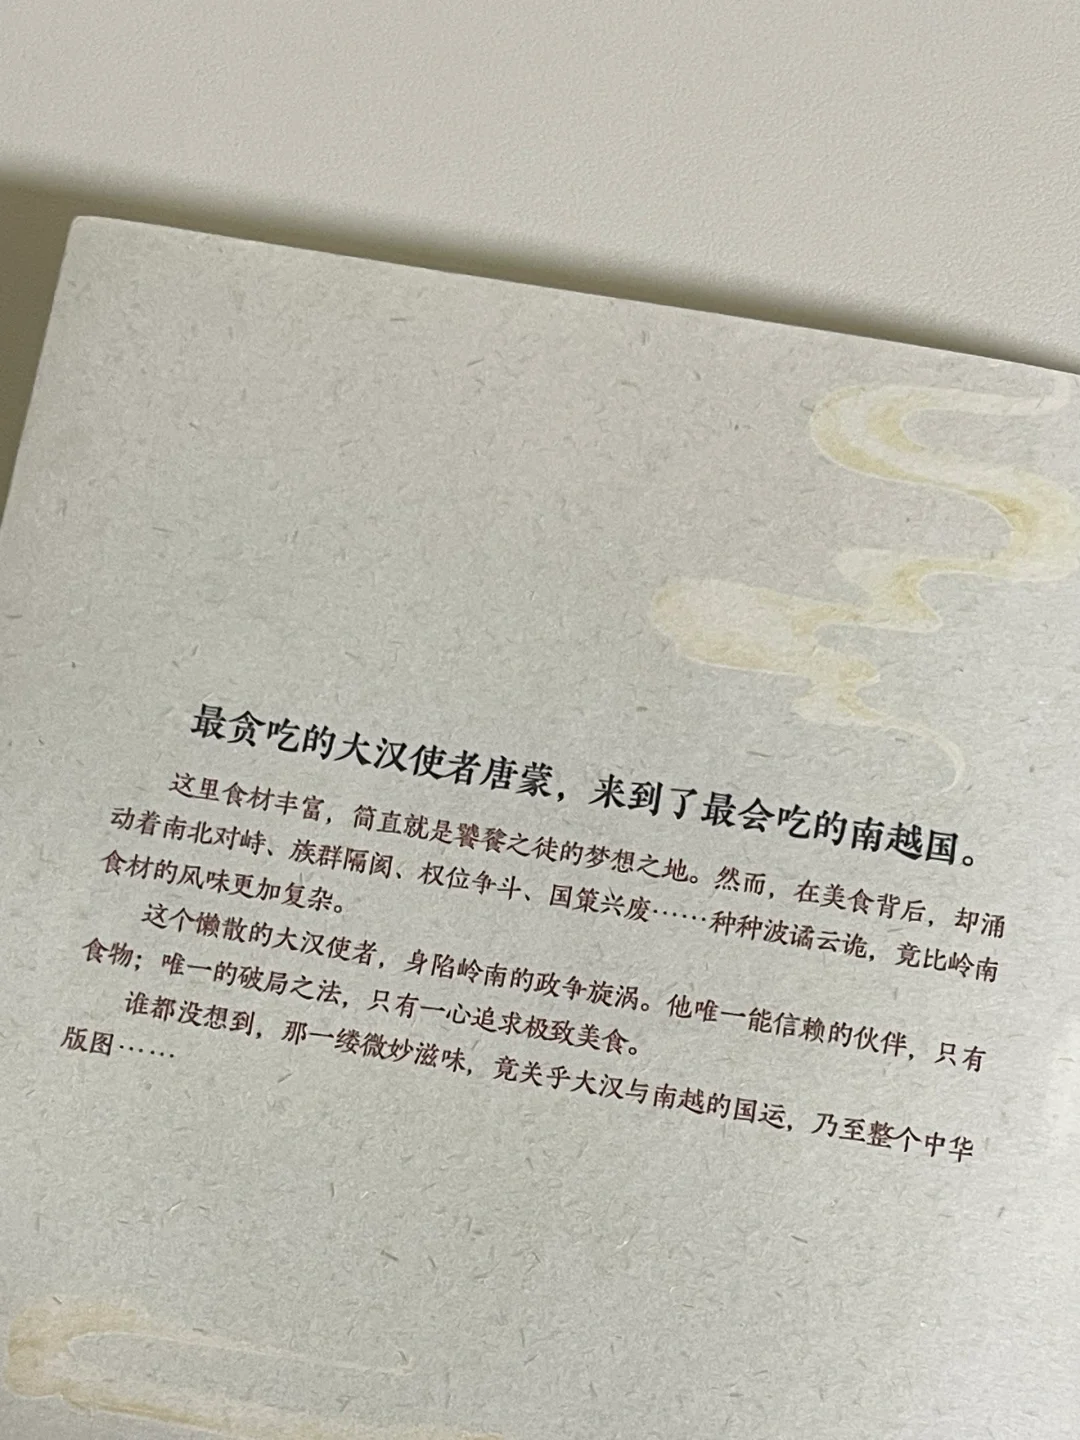 最贪吃的大汉使者唐蒙，来到了最会吃的南越国。
这里食材丰富，简直就是饕餮之徒的梦想之地。然而，在美食背后，却涌
动着南北对峙、族群隔阂、权位争斗、国策兴废……种种波谲云诡，竟比岭南
食材的风味更加复杂。
这个懒散的大汉使者，身陷岭南的政争旋涡。他唯一能信赖的伙伴，只有
食物；唯一的破局之法，只有一心追求极致美食。
谁都没想到，那一缕微妙滋味，竟关乎大汉与南越的国运，乃至整个中华
版图……